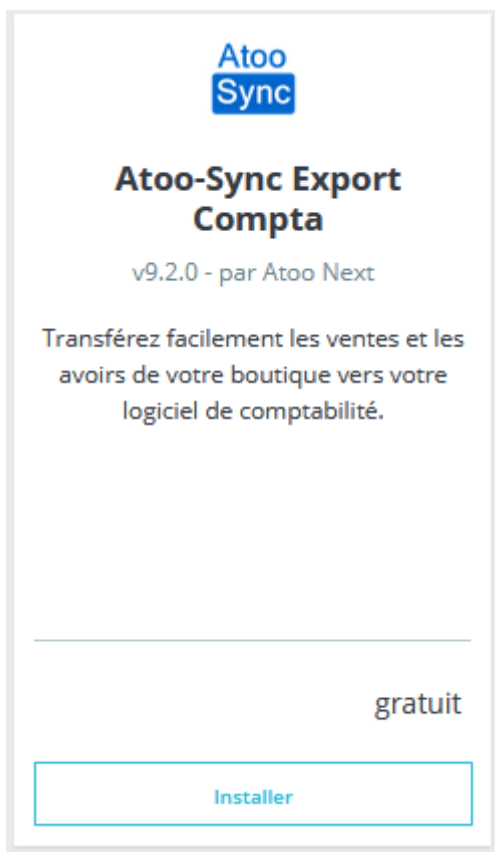 Atoo
Sync
Atoo-Sync Export
Compta
v9.2.0 - par Atoo Next
Transférez facilement les ventes et les
avoirs de votre boutique vers votre
logiciel de comptabilité.
gratuit
Installer